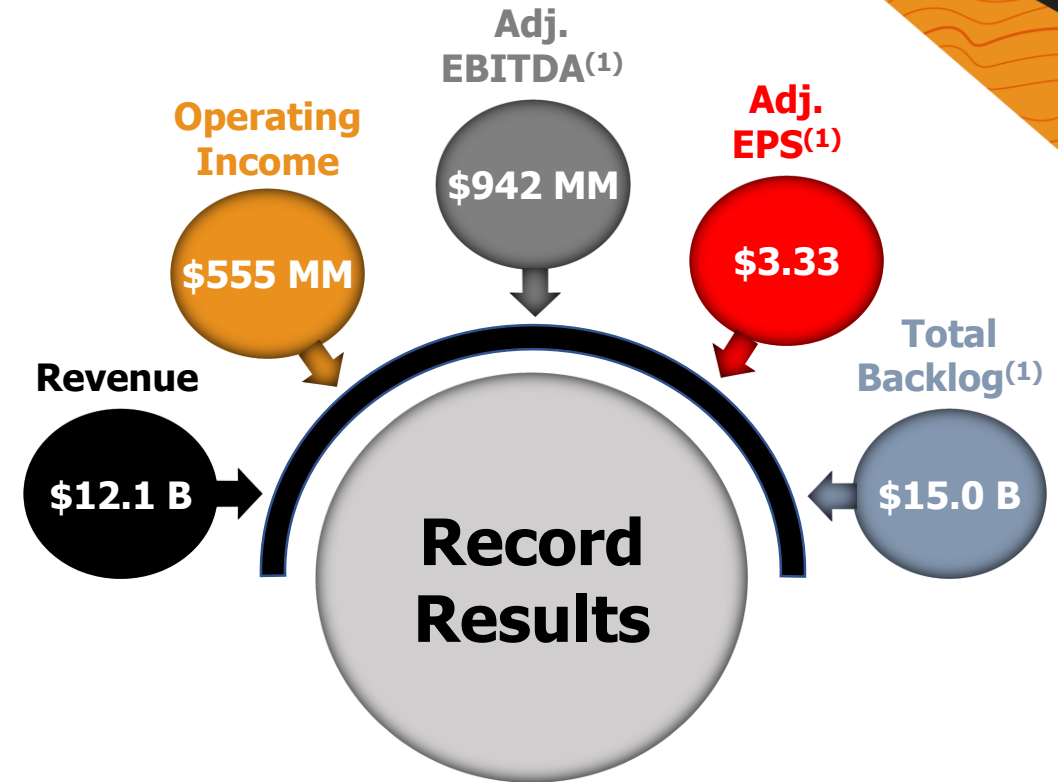 Revenue
$12.1 B
Operating
Income
$555 MM
Adj.
EBITDA(1)
$942 MM
Adj.
EPS(1)
$3.33
Total
Backlog(1)
$15.0 B
Record
Results